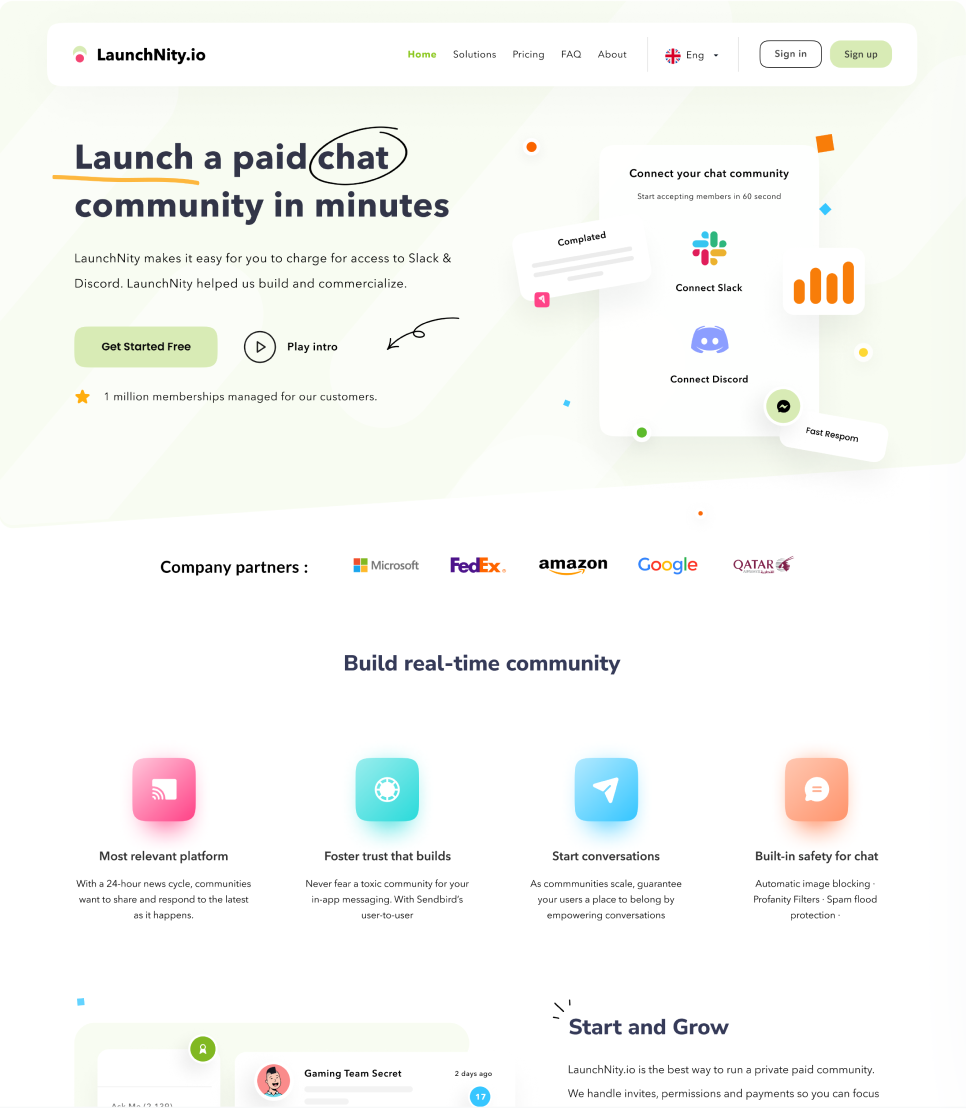 LaunchNity.io
Home Solutions Pricing FAQ About Eng Sign in Sign up
Launch a paid chat
community in minutes
LaunchNity makes it easy for you to charge for access to Slack &
Discord. LaunchNity helped us build and commercialize.
Get Started Free
Play intro
1 million memberships managed for our customers.
Connect your chat community
Start accepting members in 60 second
Complated
Connect Slack
Connect Discord
Fast Respom
Company partners :
Microsoft
FedEx
amazon
Google
QATAR
Build real-time community
Most relevant platform
With a 24-hour news cycle, communities
want to share and respond to the latest
as it happens.
Foster trust that builds
Never fear a toxic community for your
in-app messaging. With Sendbird's
user-to-user
Start conversations
As commmunities scale, guarantee
your users a place to belong by
empowering conversations
Built-in safety for chat
Automatic image blocking ·
Profanity Filters · Spam flood
protection ·
Gaming Team Secret
2 days ago
17
Start and Grow
LaunchNity.io is the best way to run a private paid community.
We handle invites, permissions and payments so you can focus